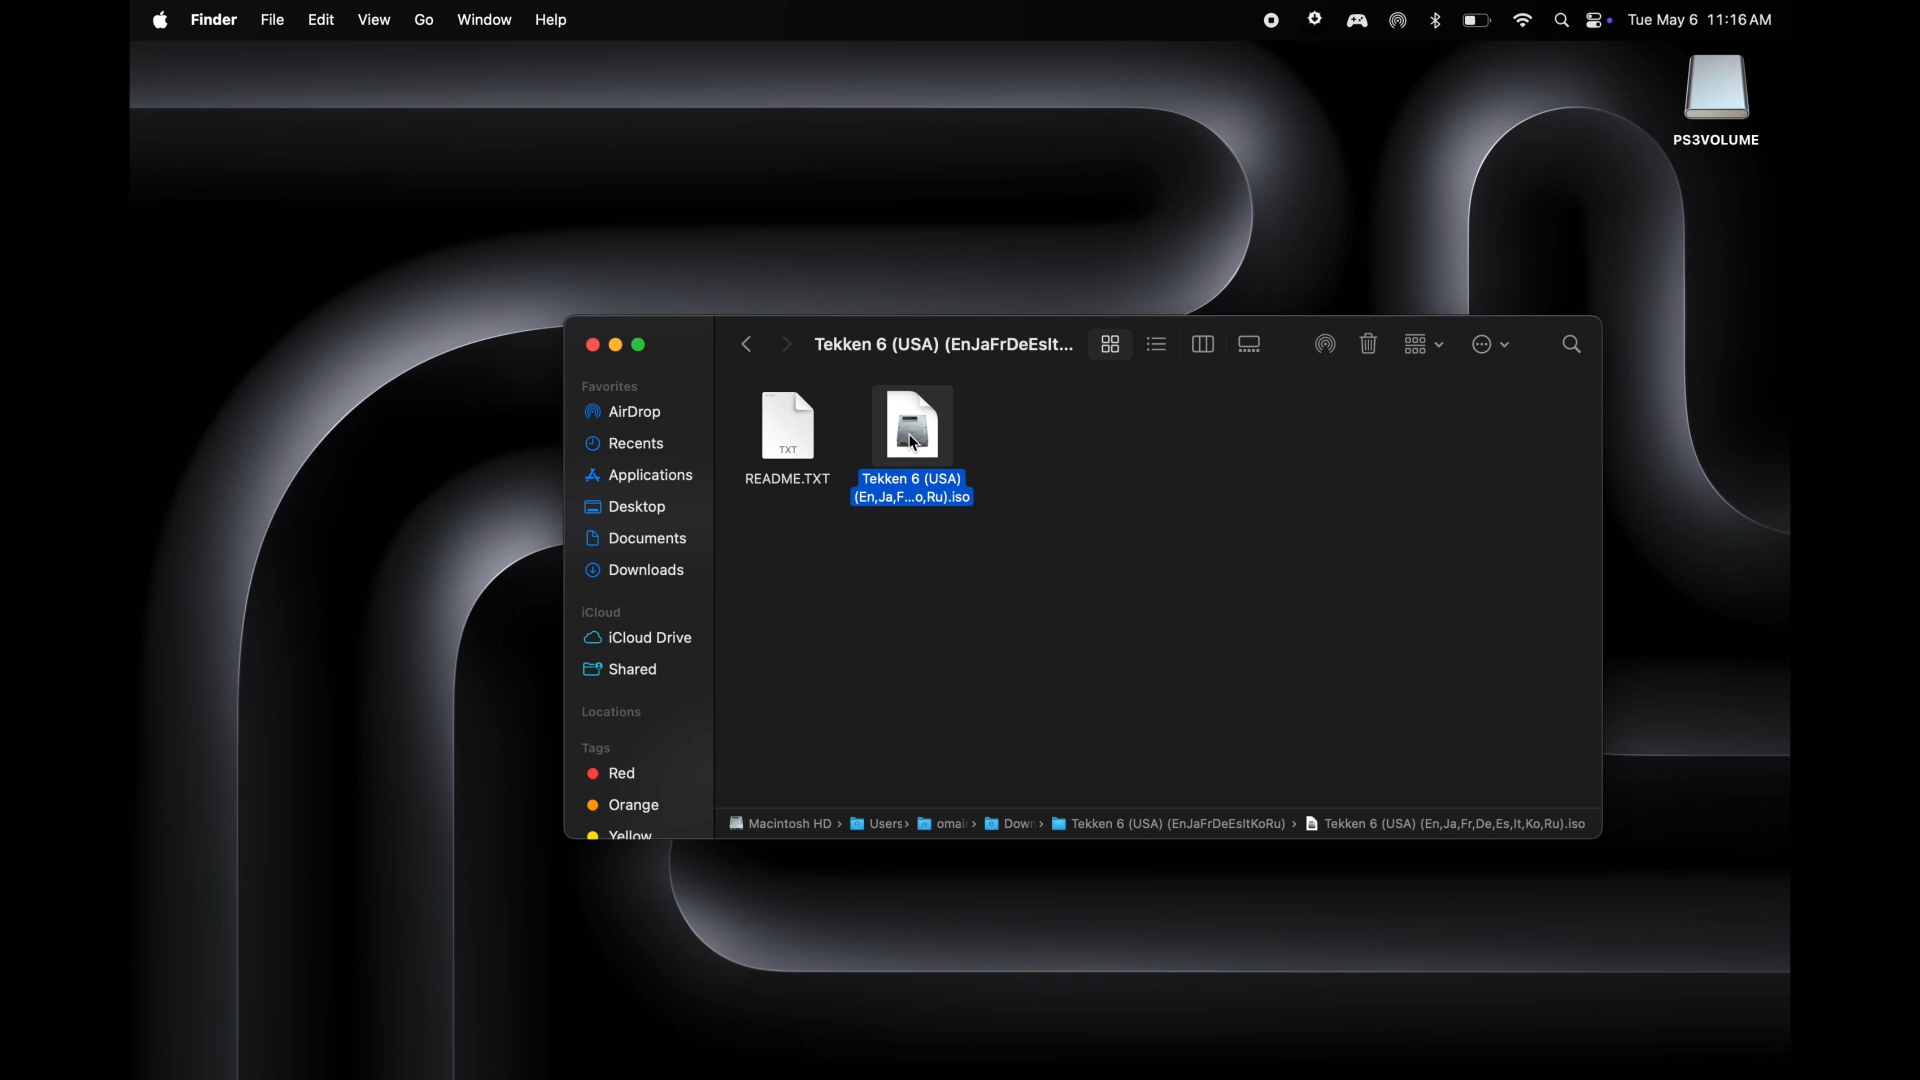 Finder File Edit View Go Window Help Tue May 6 11:16 AM
PS3VOLUME
Tekken 6 (USA) (EnJaFrDeEsIt...
Favorites
AirDrop
Recents
Applications
Desktop
Documents
Downloads
iCloud
iCloud Drive
Shared
Locations
Tags
Red
Orange
Yellow
TXT
README.TXT
Tekken 6 (USA)
(En,Ja,F...o,Ru).iso
Macintosh HD › Users › omai › Down › Tekken 6 (USA) (EnJaFrDeEsItKoRu) › Tekken 6 (USA) (En,Ja,Fr,De,Es,It,Ko,Ru).iso